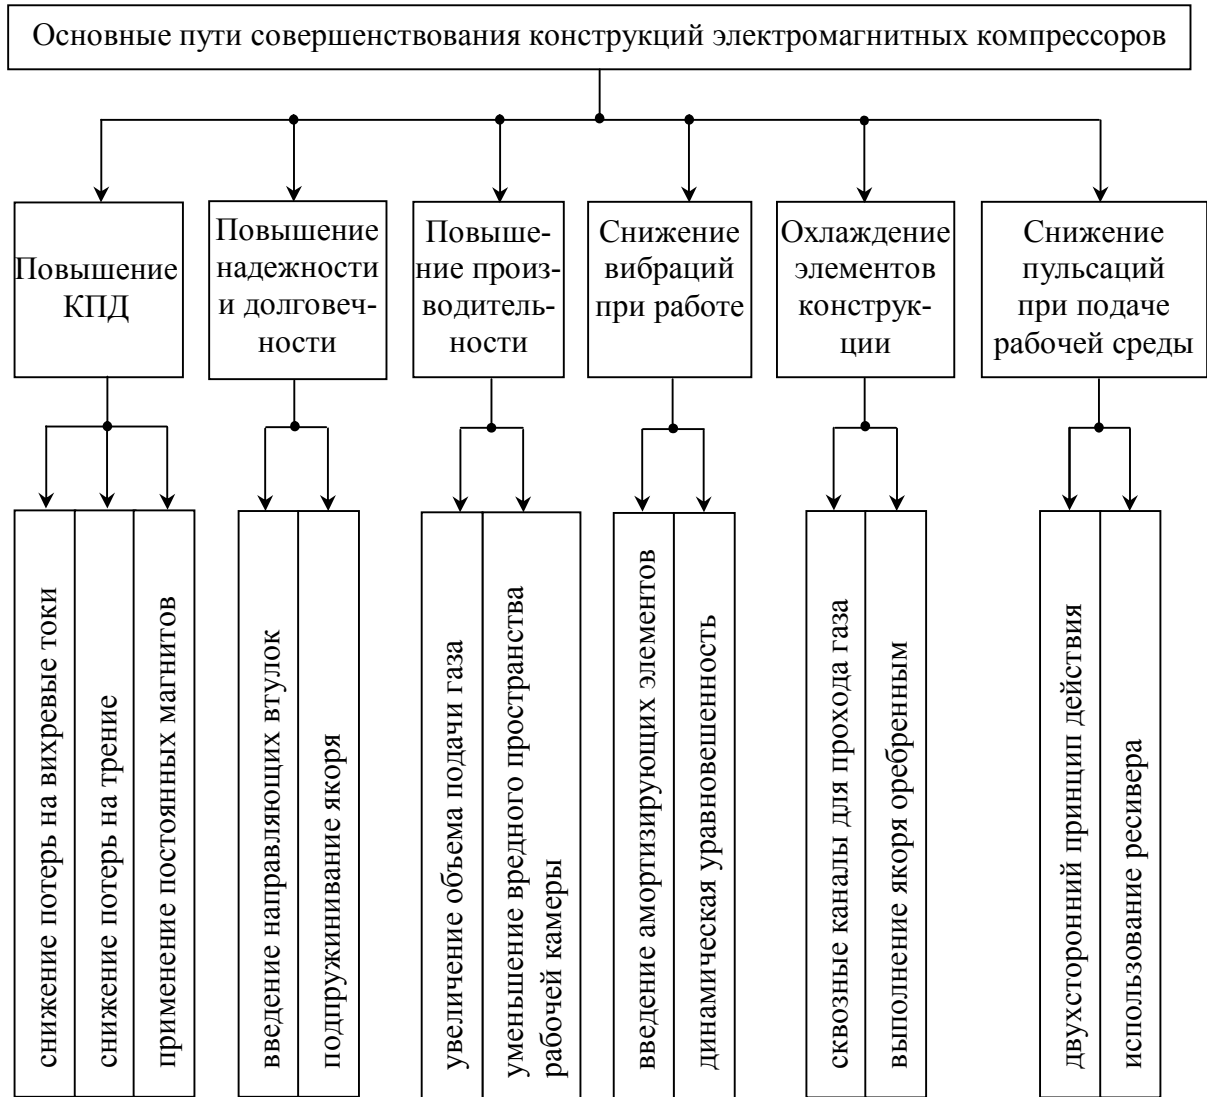 Основные пути совершенствования конструкций электромагнитных компрессоров
Повышение
КПД
Повышение
надежности
и долговеч-
ности
Повыше-
ние произ-
водитель-
ности
Снижение
вибраций
при работе
Охлаждение
элементов
конструк-
ции
Снижение
пульсаций
при подаче
рабочей среды
снижение потерь на вихревые токи
снижение потерь на трение
применение постоянных магнитов
введение направляющих втулок
подпружинивание якоря
увеличение объема подачи газа
уменьшение вредного пространства
рабочей камеры
введение амортизирующих элементов
динамическая уравновешенность
сквозные каналы для прохода газа
выполнение якоря оребренным
двухсторонний принцип действия
использование ресивера